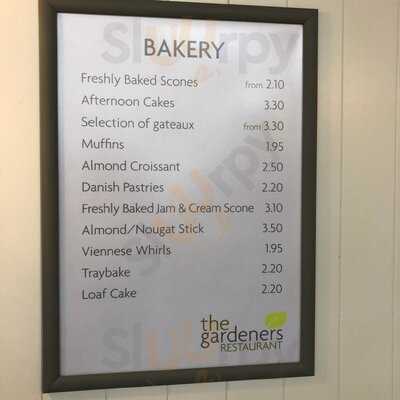 BAKERY
Freshly Baked Scones from 2.10
Afternoon Cakes 3.30
Selection of gateaux from 3.30
Muffins 1.95
Almond Croissant 2.50
Danish Pastries 2.20
Freshly Baked Jam & Cream Scone 3.10
Almond/Nougat Stick 3.50
Viennese Whirls 1.95
Traybake 2.20
Loaf Cake 2.20
the
gardeners
RESTAURANT